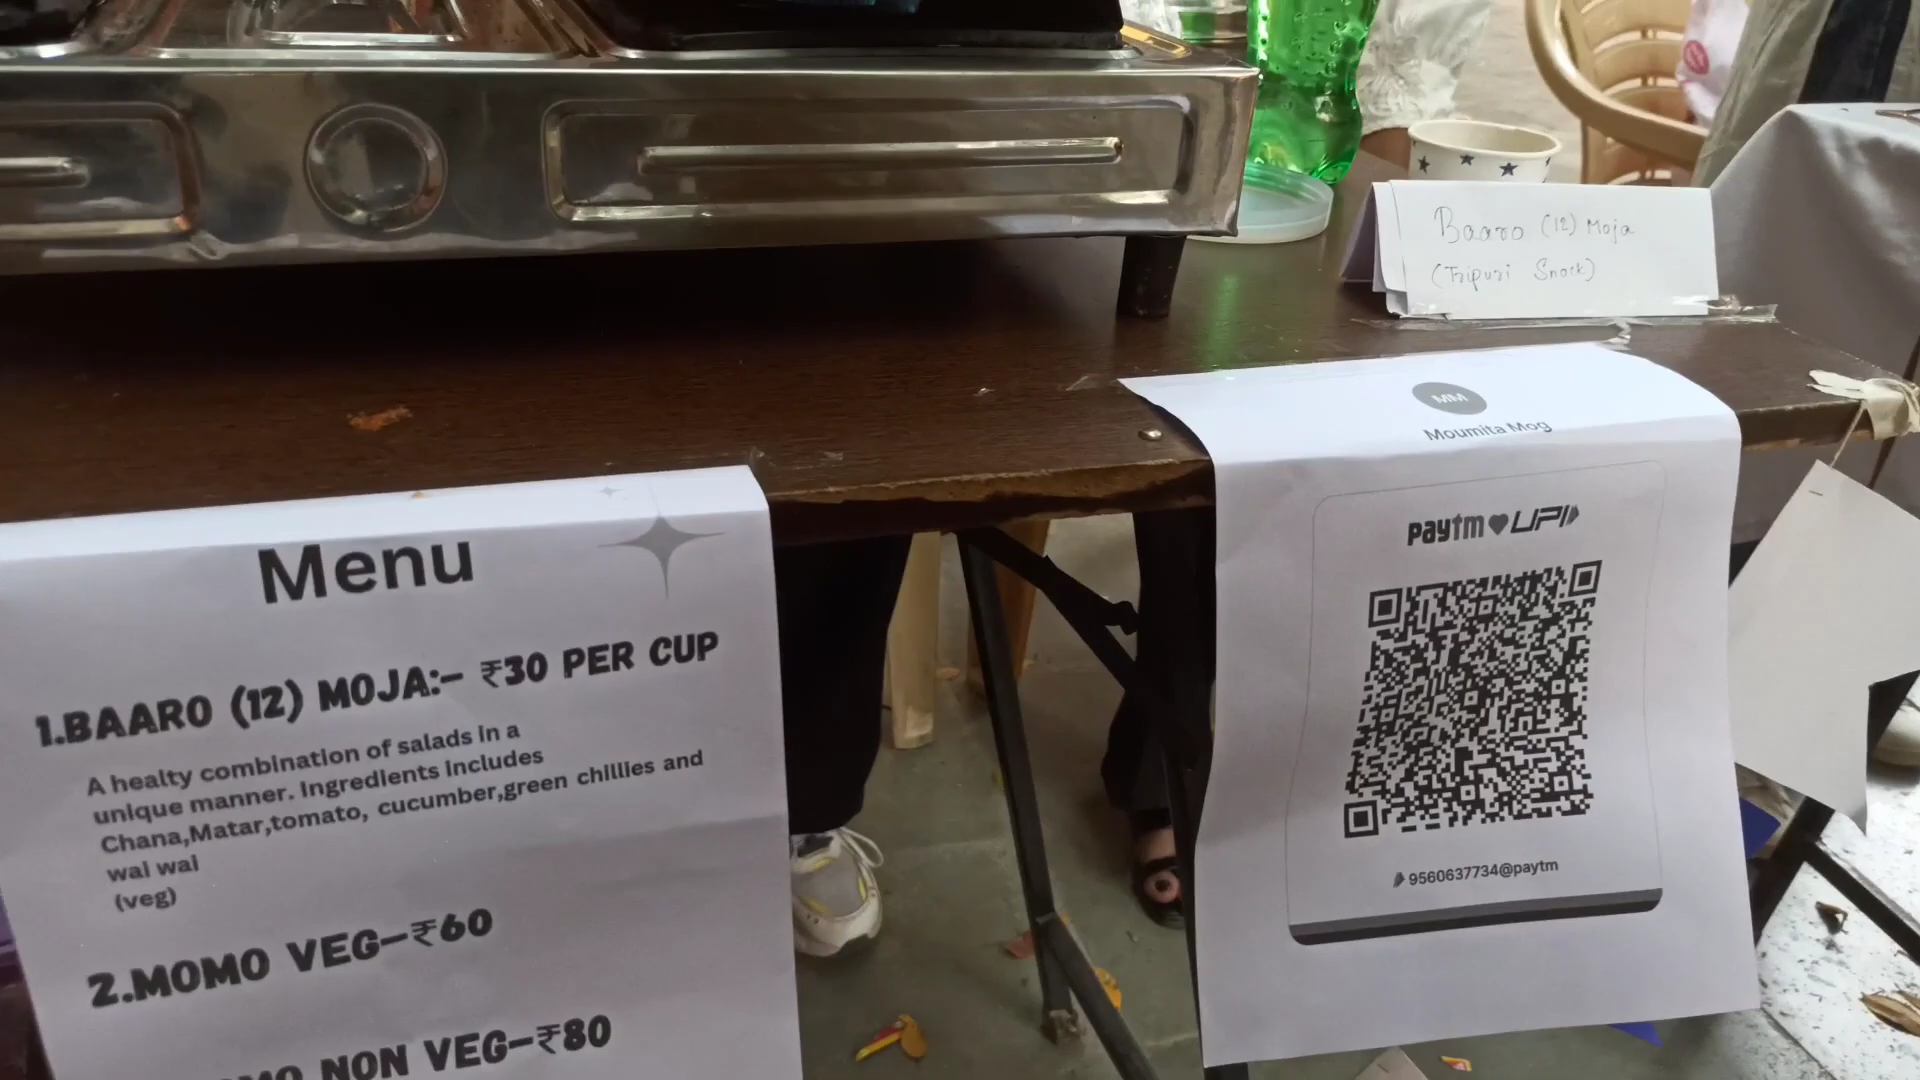 Baaro (12) Moja
(Tripuri Snack)
MM
Moumita Mog
paytm UPI
9560637734@paytm
Menu
1.BAARO (12) MOJA:- ₹30 PER CUP
A healty combination of salads in a
unique manner. Ingredients includes
Chana,Matar,tomato, cucumber,green chillies and
wai wai
(veg)
2.MOMO VEG-₹60
NON VEG-₹80